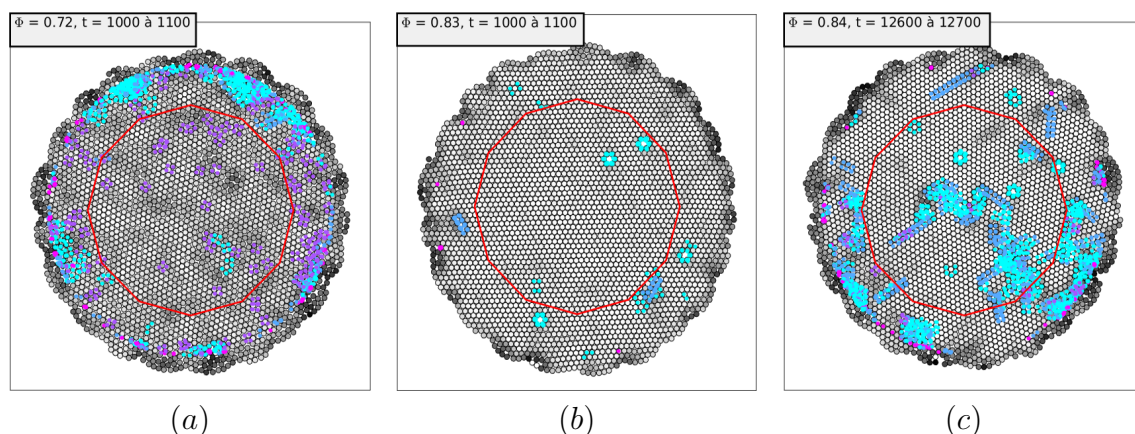 Φ = 0.72, t = 1000 à 1100
Φ = 0.83, t = 1000 à 1100
Φ = 0.84, t = 12600 à 12700
(a)
(b)
(c)